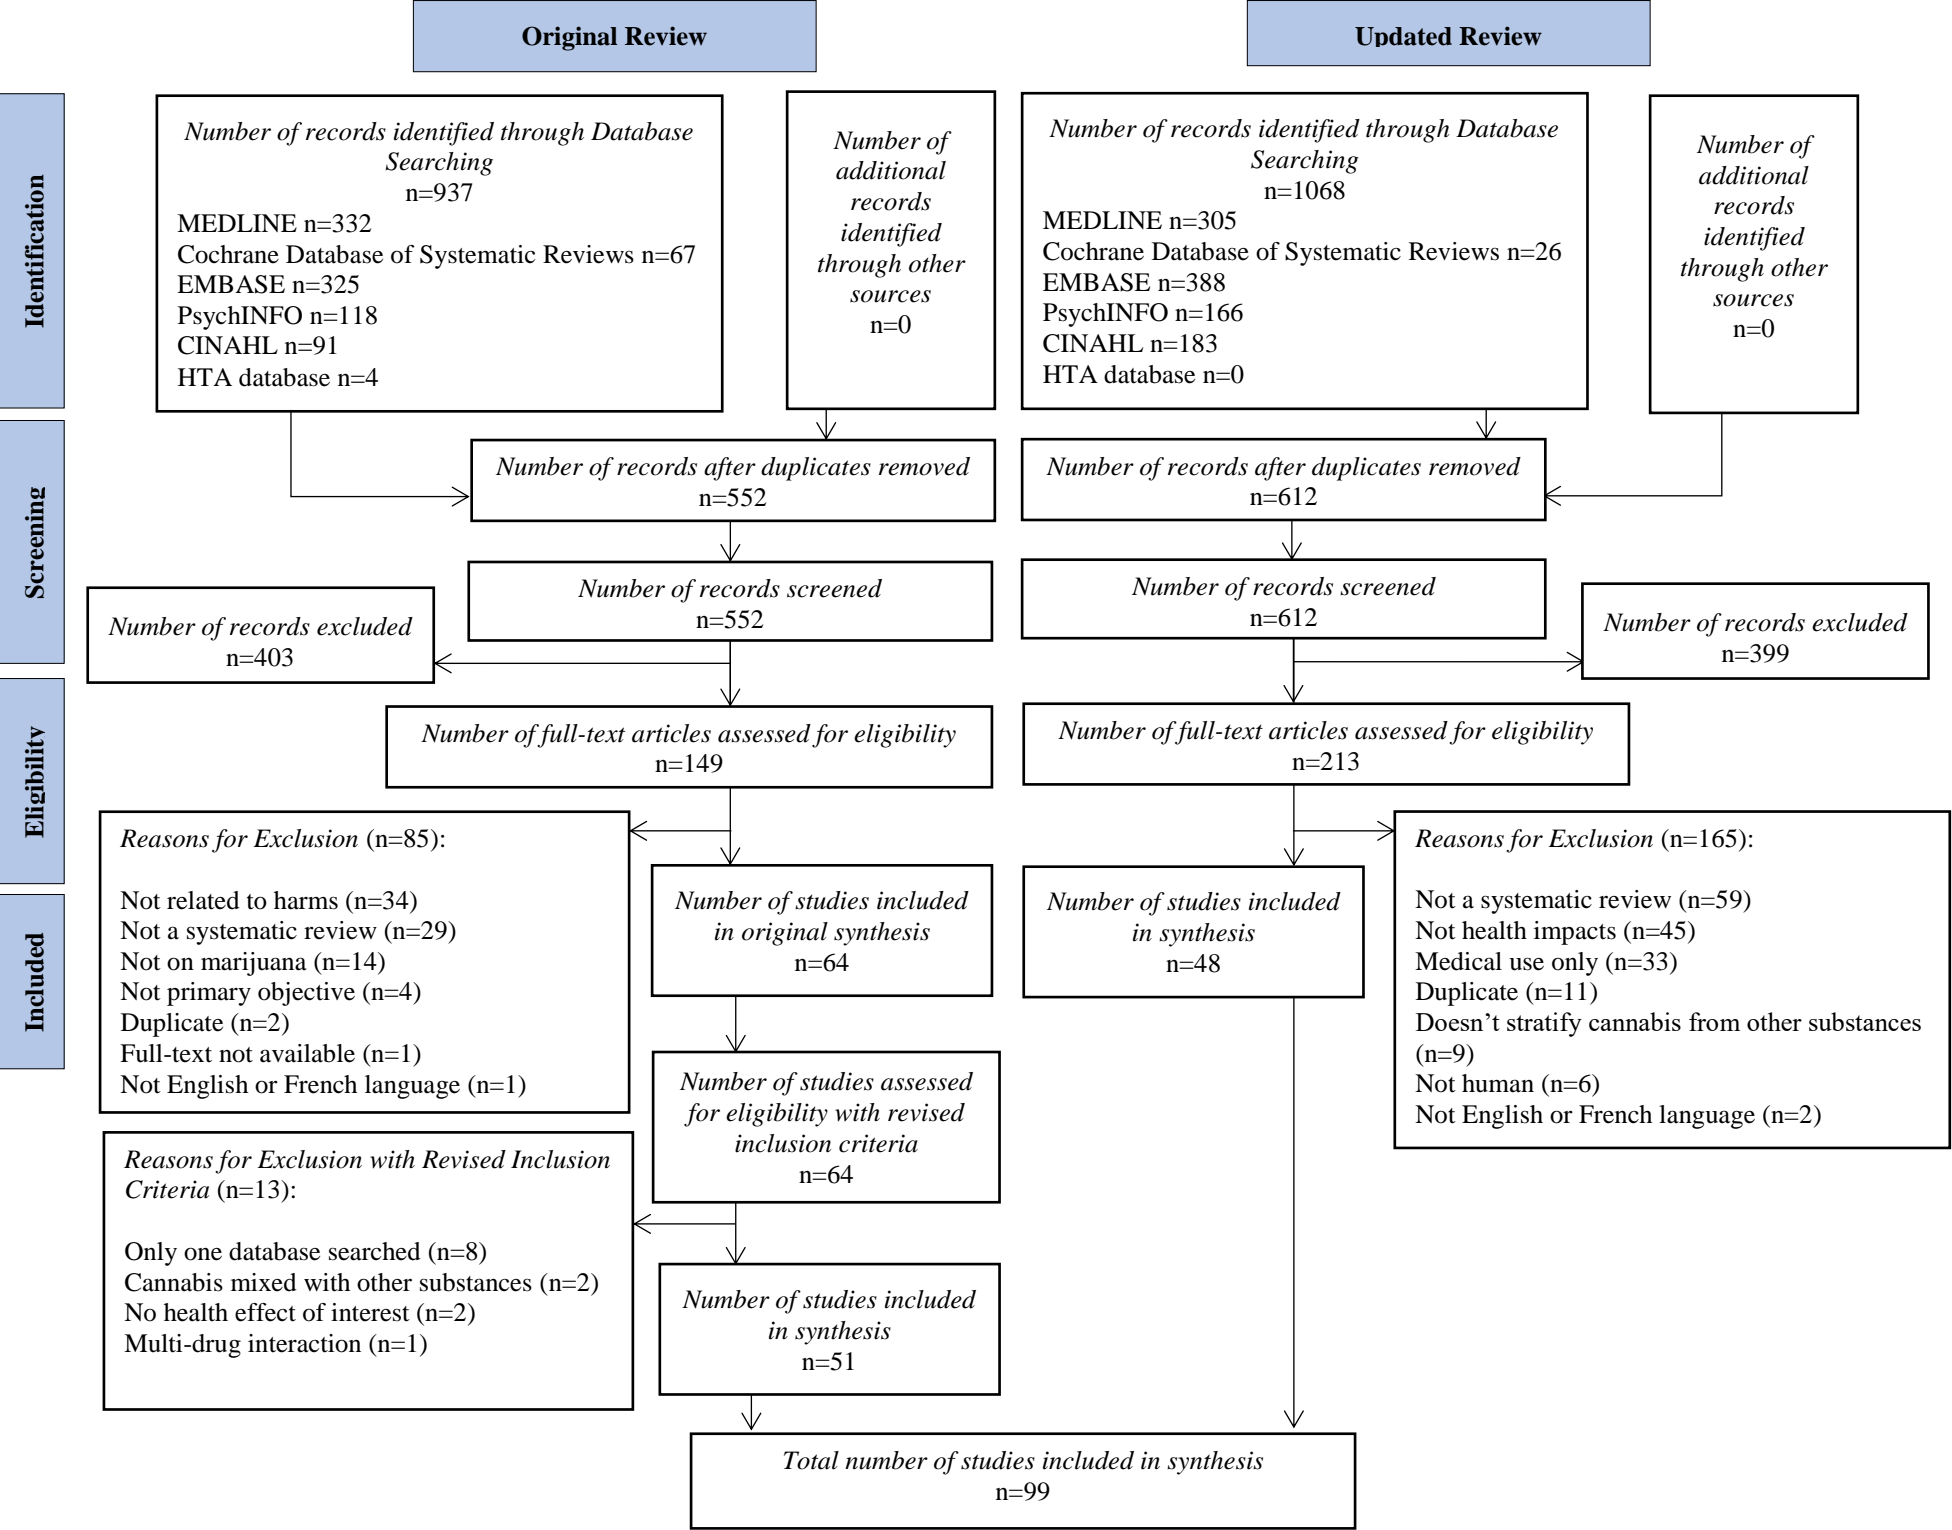 Original Review
Updated Review
Identification
Number of records identified through Database
Searching
n=937
MEDLINE n=332
Cochrane Database of Systematic Reviews n=67
EMBASE n=325
PsychINFO n=118
CINAHL n=91
HTA database n=4
Number of
additional
records
identified
through other
sources
n=0
Number of records identified through Database
Searching
n=1068
MEDLINE n=305
Cochrane Database of Systematic Reviews n=26
EMBASE n=388
PsychINFO n=166
CINAHL n=183
HTA database n=0
Number of
additional
records
identified
through other
sources
n=0
Screening
Number of records after duplicates removed
n=552
Number of records after duplicates removed
n=612
Number of records screened
n=552
Number of records screened
n=612
Number of records excluded
n=403
Number of records excluded
n=399
Eligibility
Number of full-text articles assessed for eligibility
n=149
Number of full-text articles assessed for eligibility
n=213
Reasons for Exclusion (n=85):
Not related to harms (n=34)
Not a systematic review (n=29)
Not on marijuana (n=14)
Not primary objective (n=4)
Duplicate (n=2)
Full-text not available (n=1)
Not English or French language (n=1)
Reasons for Exclusion (n=165):
Not a systematic review (n=59)
Not health impacts (n=45)
Medical use only (n=33)
Duplicate (n=11)
Doesn’t stratify cannabis from other substances
(n=9)
Not human (n=6)
Not English or French language (n=2)
Included
Number of studies included
in original synthesis
n=64
Number of studies included
in synthesis
n=48
Number of studies assessed
for eligibility with revised
inclusion criteria
n=64
Reasons for Exclusion with Revised Inclusion
Criteria (n=13):
Only one database searched (n=8)
Cannabis mixed with other substances (n=2)
No health effect of interest (n=2)
Multi-drug interaction (n=1)
Number of studies included
in synthesis
n=51
Total number of studies included in synthesis
n=99